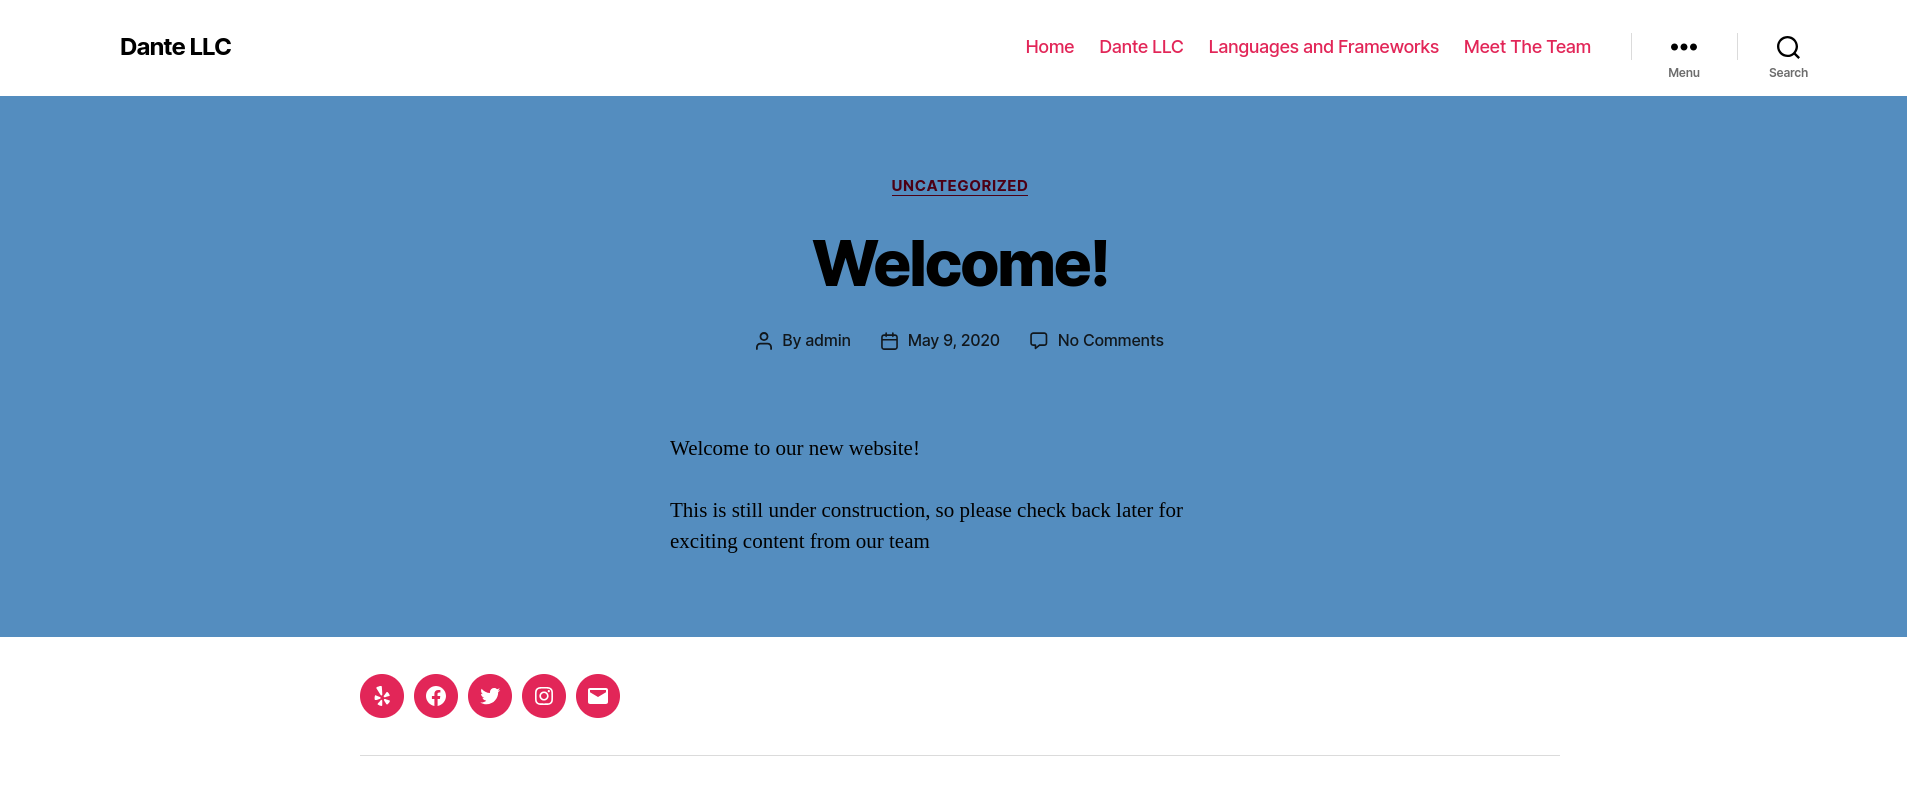 Dante LLC
Home Dante LLC Languages and Frameworks Meet The Team
Menu
Search
UNCATEGORIZED
Welcome!
By admin May 9, 2020 No Comments
Welcome to our new website!
This is still under construction, so please check back later for
exciting content from our team